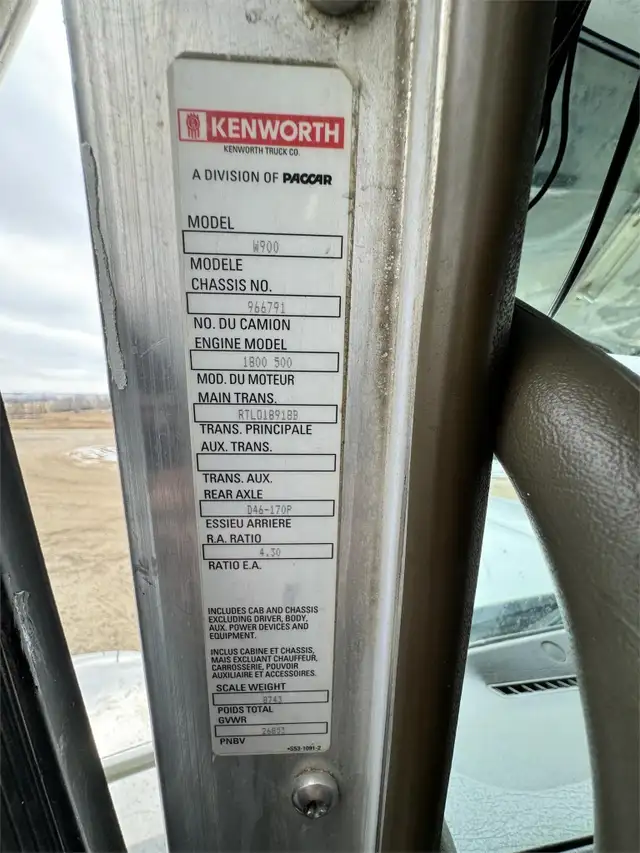 KENWORTH
KENWORTH TRUCK CO.
A DIVISION OF PACCAR
MODEL
W900
MODELE
CHASSIS NO.
966791
NO. DU CAMION
ENGINE MODEL
1800 500
MOD. DU MOTEUR
MAIN TRANS.
RTLO18918B
TRANS. PRINCIPALE
AUX. TRANS.
TRANS. AUX.
REAR AXLE
D46-170P
ESSIEU ARRIERE
R.A. RATIO
4.30
RATIO E.A.
INCLUDES CAB AND CHASSIS
EXCLUDING DRIVER, BODY,
AUX. POWER DEVICES AND
EQUIPMENT.
INCLUS CABINE ET CHASSIS,
MAIS EXCLUANT CHAUFFEUR,
CARROSSERIE, POUVOIR
AUXILIAIRE ET ACCESSOIRES.
SCALE WEIGHT
8743
POIDS TOTAL
GVWR
PNBV